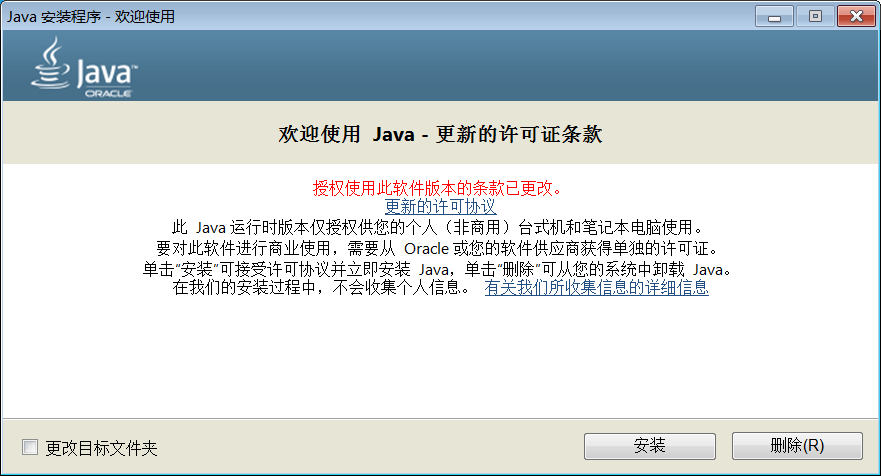 Java 安装程序 - 欢迎使用
Java™
ORACLE
欢迎使用 Java - 更新的许可证条款
授权使用此软件版本的条款已更改。
更新的许可协议
此 Java 运行时版本仅授权供您的个人（非商用）台式机和笔记本电脑使用。
要对此软件进行商业使用，需要从 Oracle 或您的软件供应商获得单独的许可证。
单击"安装"可接受许可协议并立即安装 Java，单击"删除"可从您的系统中卸载 Java。
在我们的安装过程中，不会收集个人信息。 有关我们所收集信息的详细信息
更改目标文件夹
安装
删除(R)